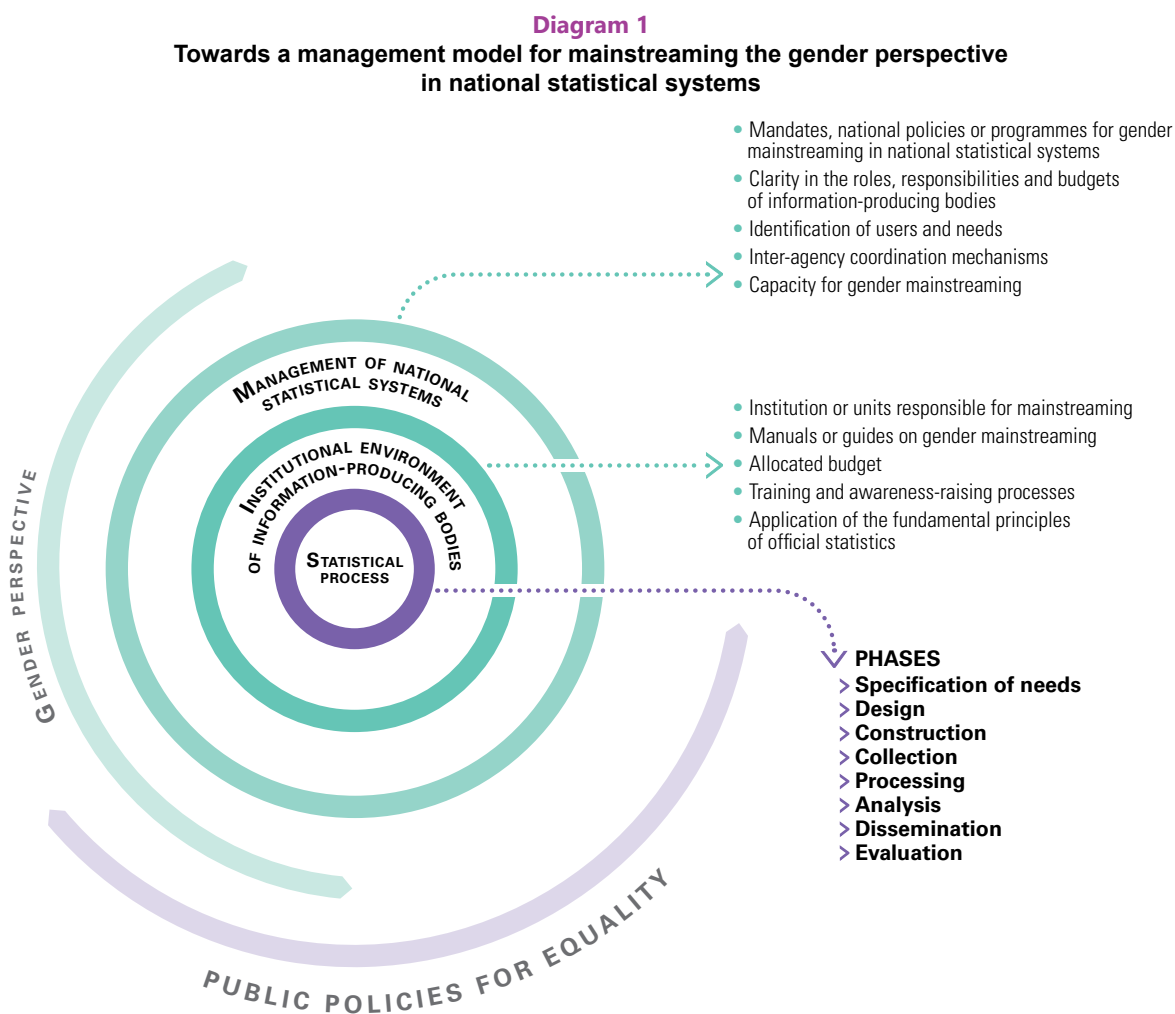 Diagram 1
Towards a management model for mainstreaming the gender perspective
in national statistical systems
• Mandates, national policies or programmes for gender
mainstreaming in national statistical systems
• Clarity in the roles, responsibilities and budgets
of information-producing bodies
• Identification of users and needs
• Inter-agency coordination mechanisms
• Capacity for gender mainstreaming
MANAGEMENT OF NATIONAL
STATISTICAL SYSTEMS
• Institution or units responsible for mainstreaming
• Manuals or guides on gender mainstreaming
• Allocated budget
• Training and awareness-raising processes
• Application of the fundamental principles
of official statistics
INSTITUTIONAL ENVIRONMENT
OF INFORMATION-PRODUCING BODIES
STATISTICAL
PROCESS
GENDER PERSPECTIVE
PHASES
> Specification of needs
> Design
> Construction
> Collection
> Processing
> Analysis
> Dissemination
> Evaluation
PUBLIC POLICIES FOR EQUALITY